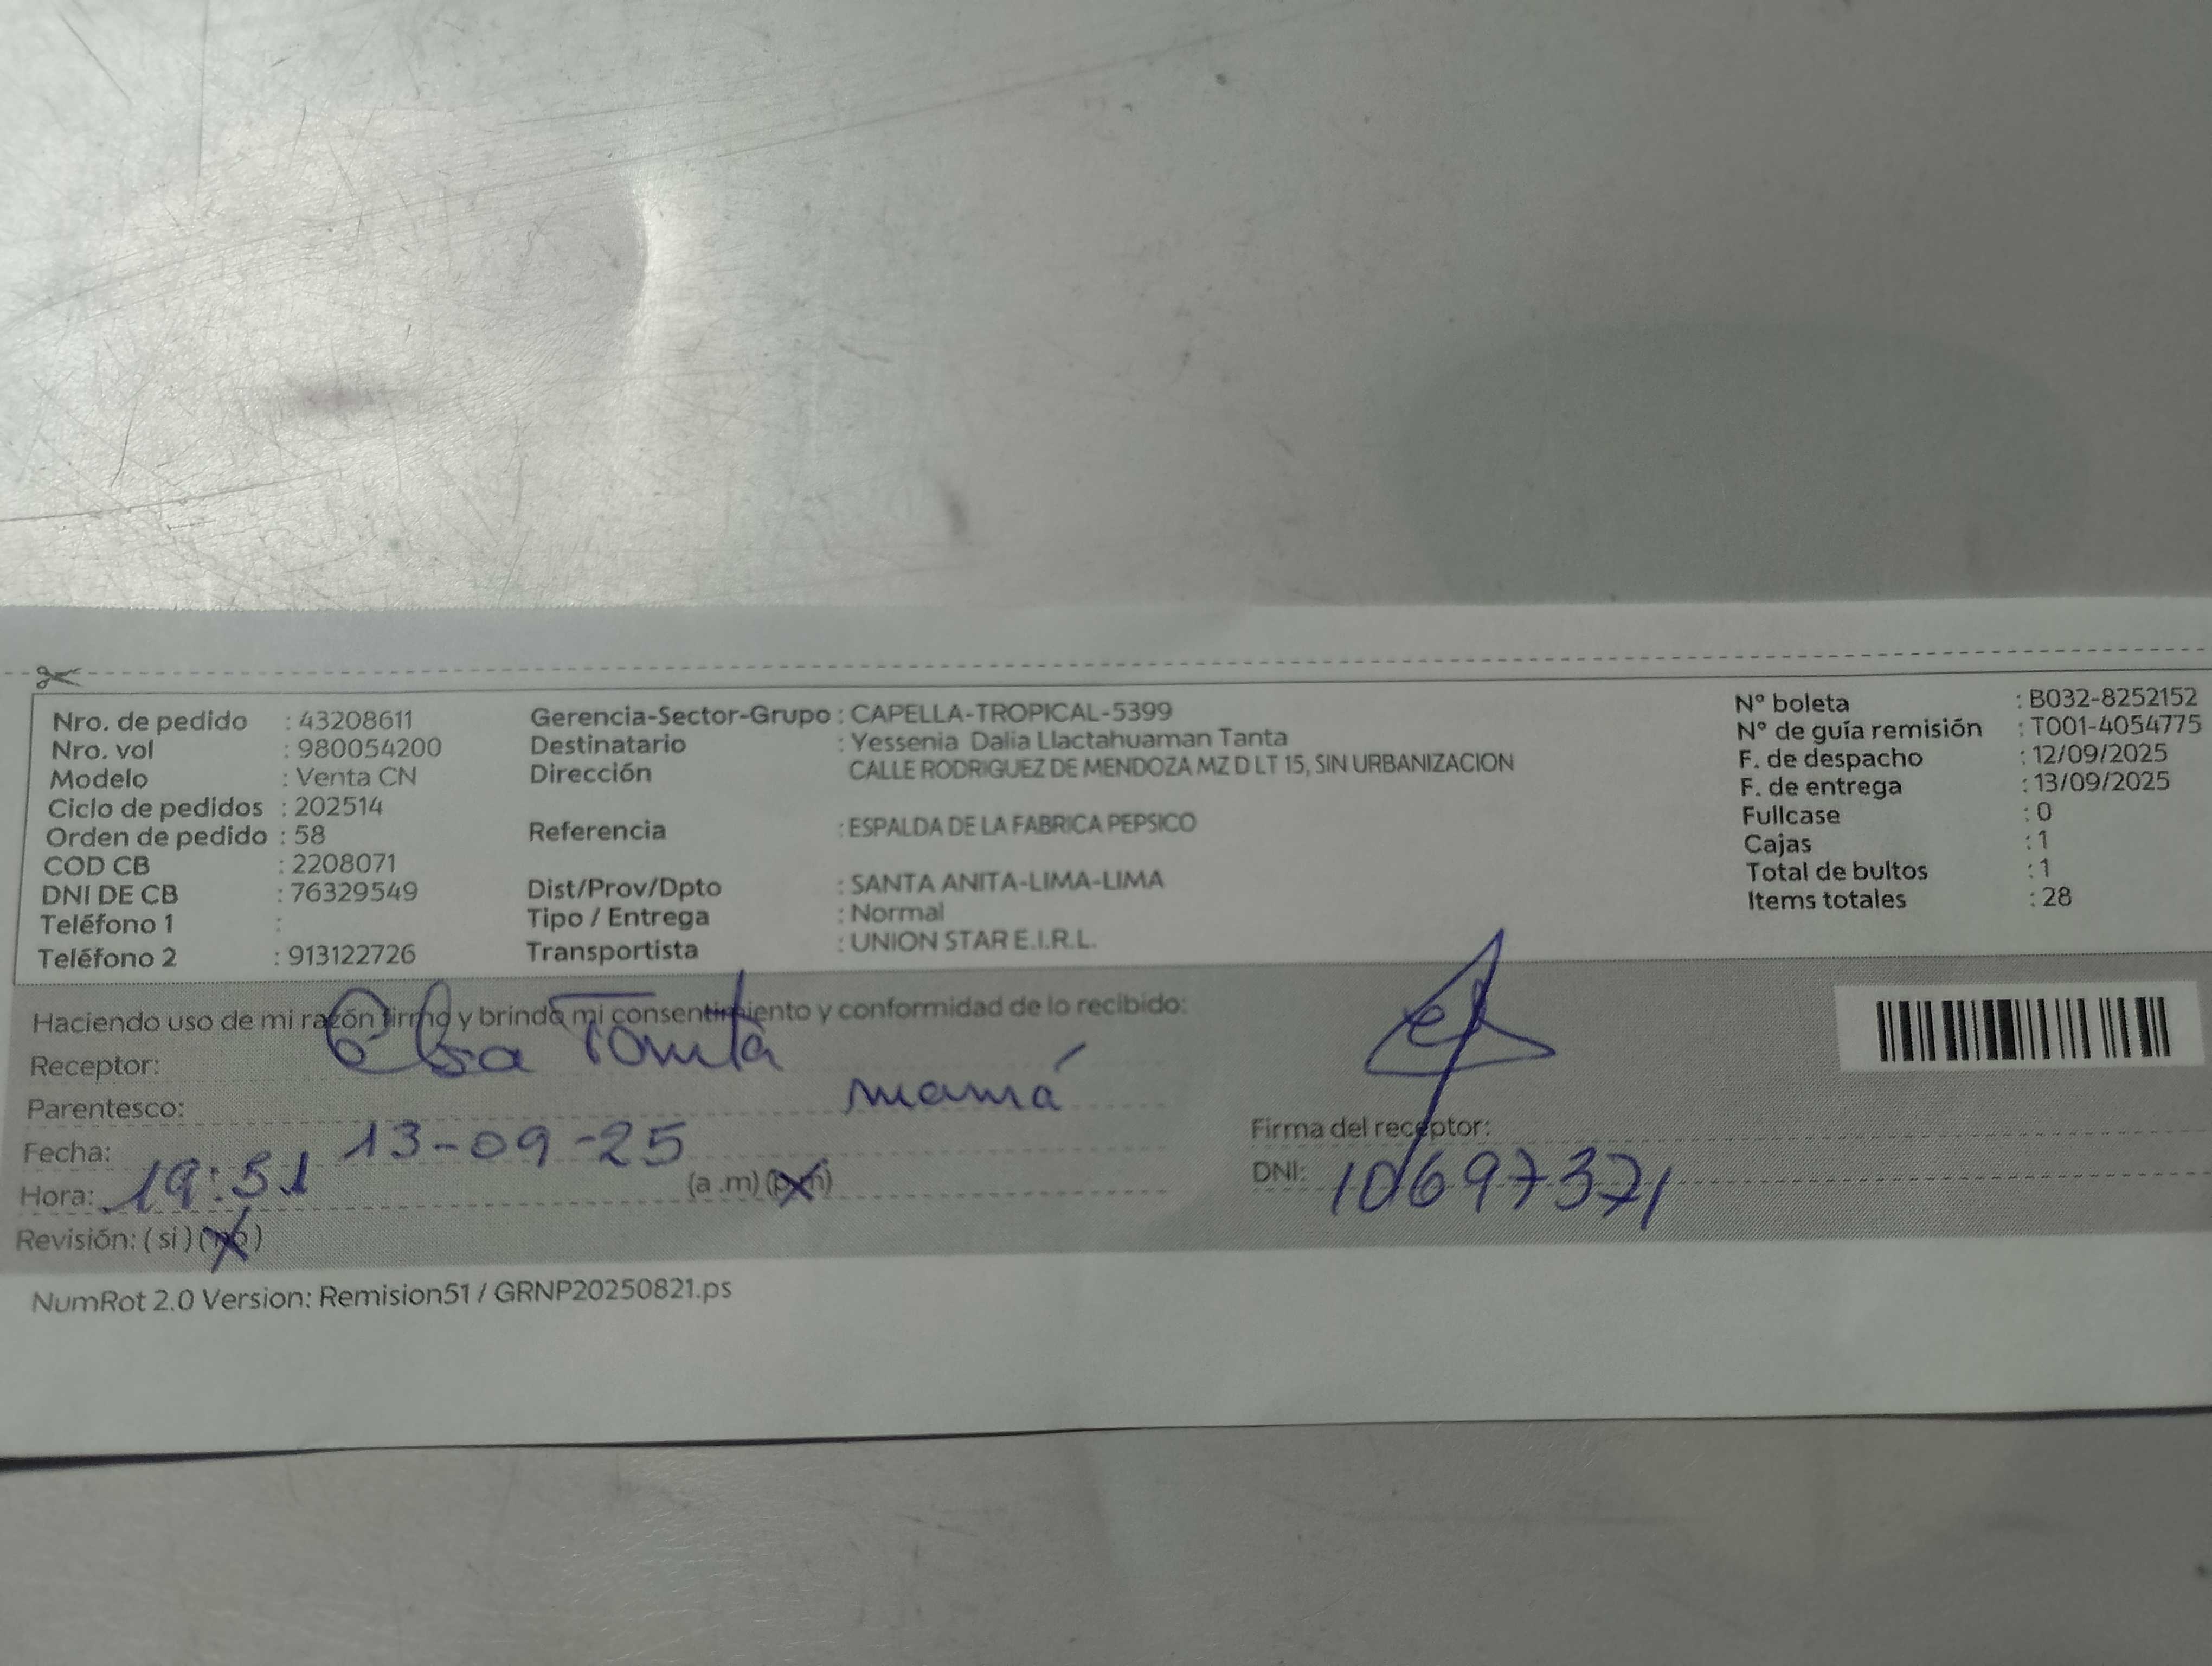 Nro. de pedido : 43208611
Nro. vol : 980054200
Modelo : Venta CN
Ciclo de pedidos : 202514
Orden de pedido : 58
COD CB : 2208071
DNI DE CB : 76329549
Teléfono 1 :
Teléfono 2 : 913122726
Gerencia-Sector-Grupo : CAPELLA-TROPICAL-5399
Destinatario : Yessenia Dalia Llactahuaman Tanta
Dirección CALLE RODRIGUEZ DE MENDOZA MZ D LT 15, SIN URBANIZACION
Referencia : ESPALDA DE LA FABRICA PEPSICO
Dist/Prov/Dpto : SANTA ANITA-LIMA-LIMA
Tipo / Entrega : Normal
Transportista : UNION STAR E.I.R.L.
N° boleta : B032-8252152
N° de guía remisión : T001-4054775
F. de despacho : 12/09/2025
F. de entrega : 13/09/2025
Fullcase : 0
Cajas : 1
Total de bultos : 1
Items totales : 28
Haciendo uso de mi razón firmo y brindo mi consentimiento y conformidad de lo recibido:
Receptor: Elsa Tanta
Parentesco: mamá
Fecha: 13-09-25
Hora: 19:51 (a.m) (p.m)
Revisión: ( si ) ( no )
Firma del receptor:
DNI: 10697371
NumRot 2.0 Version: Remision51 / GRNP20250821.ps